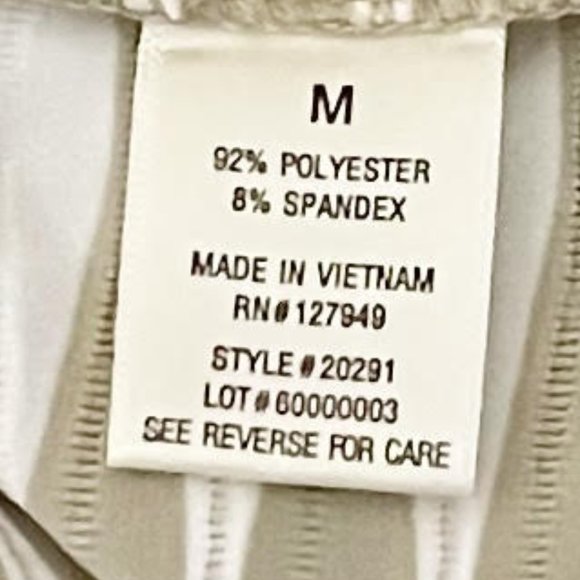 M
92% POLYESTER
8% SPANDEX
MADE IN VIETNAM
RN# 127949
STYLE # 20291
LOT # 60000003
SEE REVERSE FOR CARE